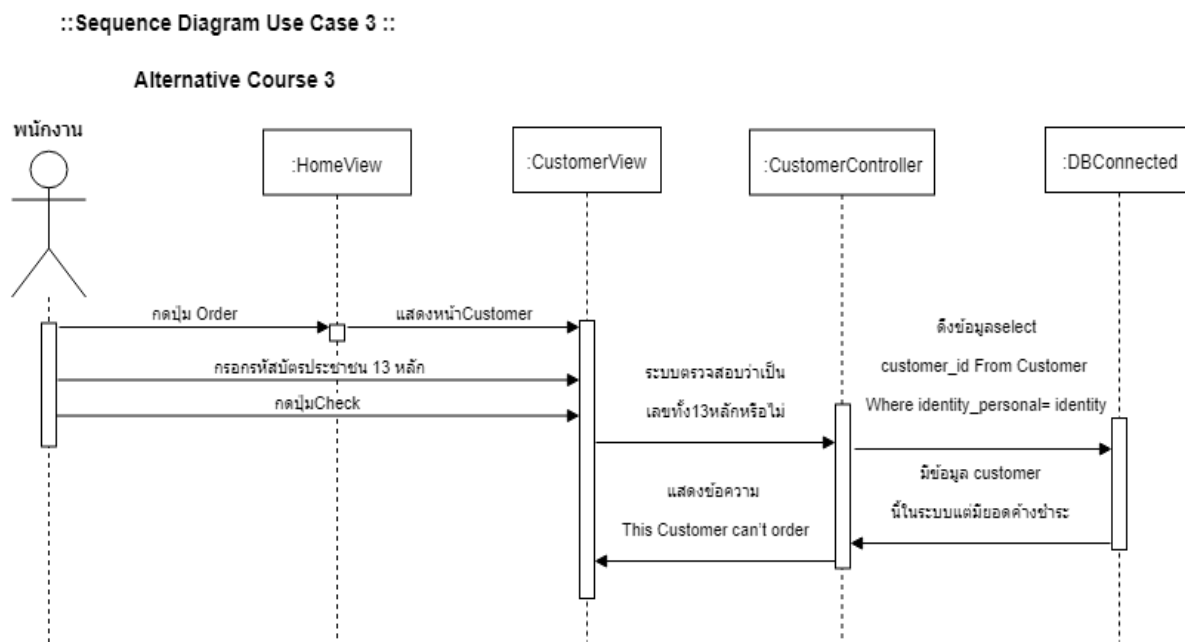 ::Sequence Diagram Use Case 3 ::
Alternative Course 3
พนักงาน
:HomeView
:CustomerView
:CustomerController
:DBConnected
กดปุ่ม Order
แสดงหน้าCustomer
กรอกรหัสบัตรประชาชน 13 หลัก
กดปุ่มCheck
ระบบตรวจสอบว่าเป็น
เลขทั้ง13หลักหรือไม่
ดึงข้อมูลselect
customer_id From Customer
Where identity_personal= identity
มีข้อมูล customer
นี้ในระบบแต่มียอดค้างชำระ
แสดงข้อความ
This Customer can't order